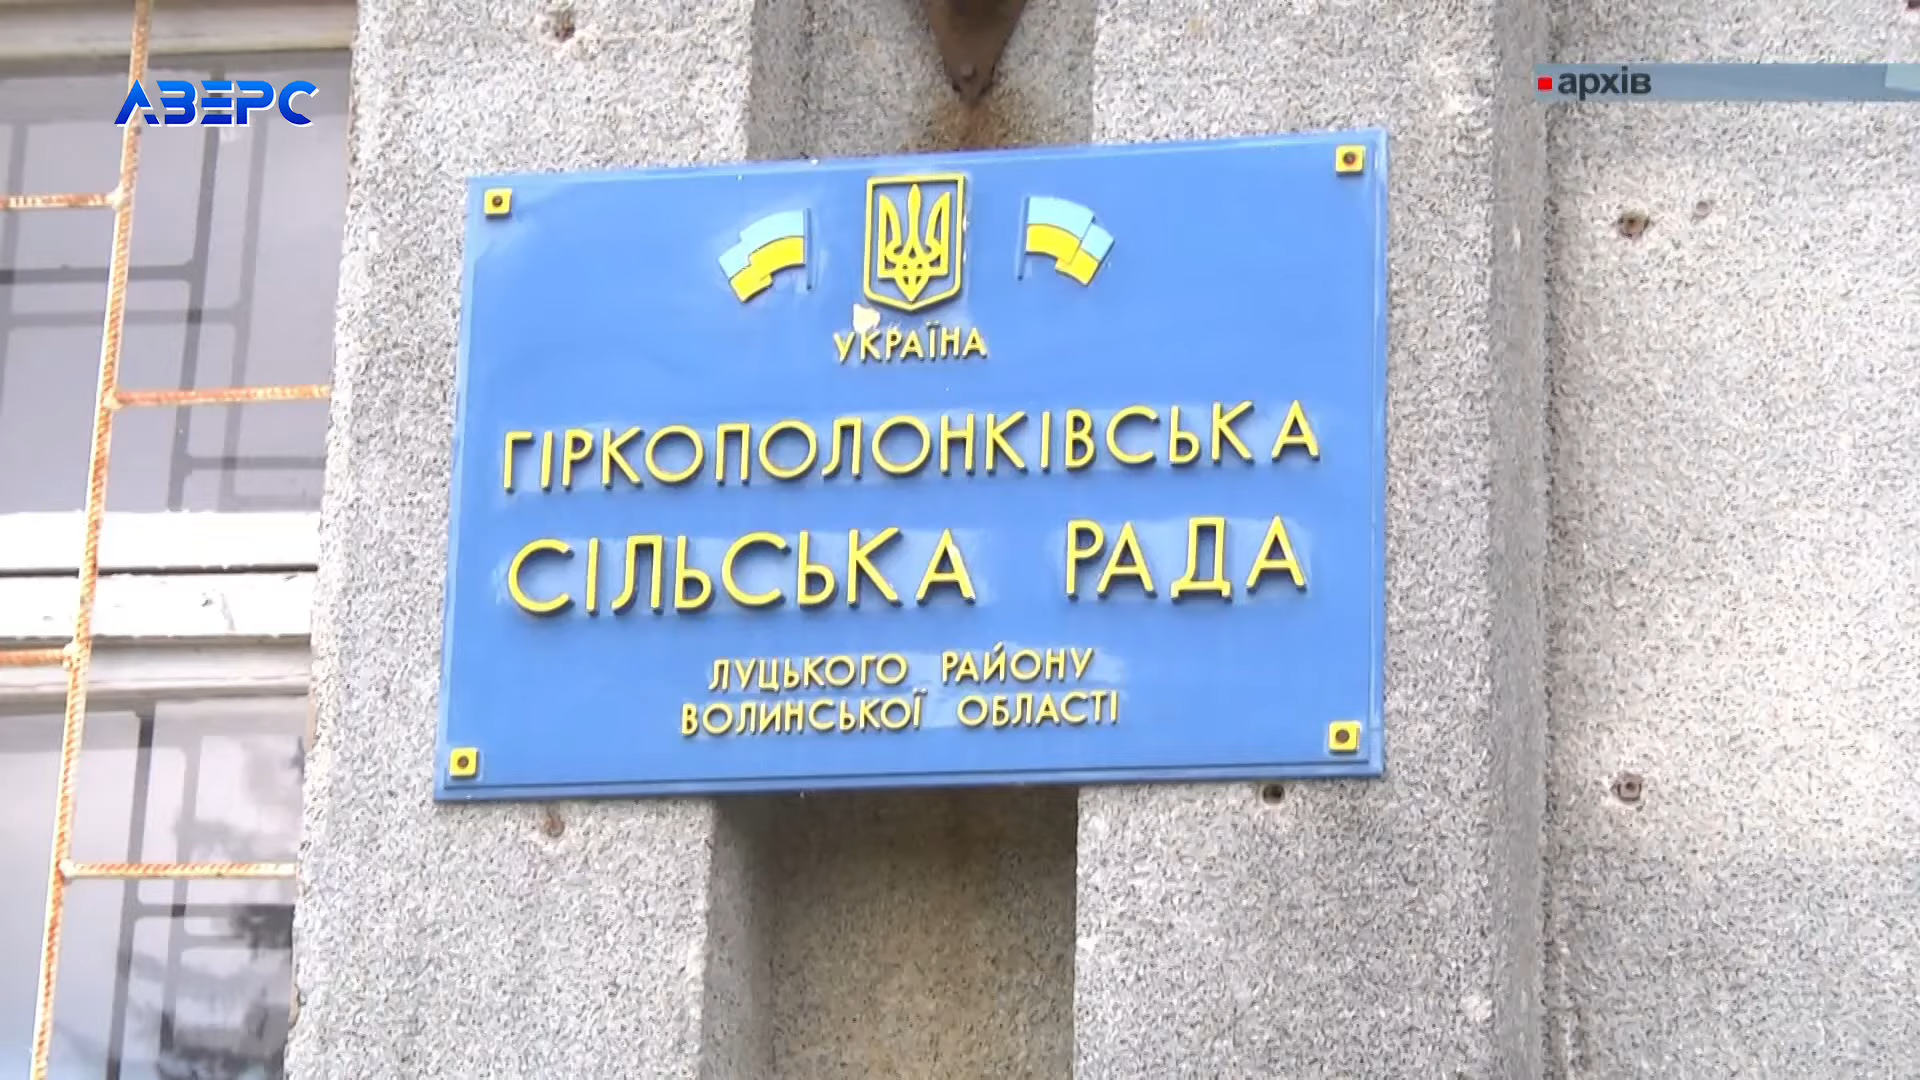 АВЕРС
архів
УКРАЇНА
ГІРКОПОЛОНКІВСЬКА
СІЛЬСЬКА РАДА
ЛУЦЬКОГО РАЙОНУ
ВОЛИНСЬКОЇ ОБЛАСТІ